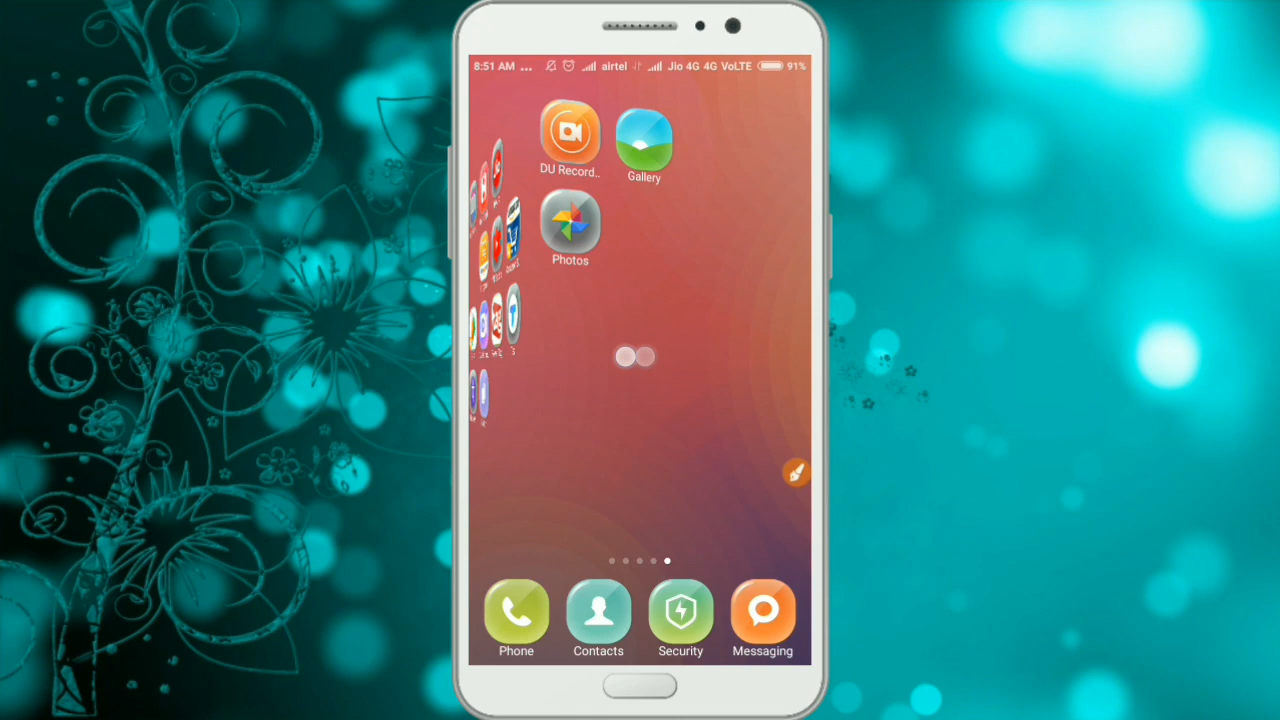 8:51 AM ... airtel Jio 4G 4G VoLTE 91%
DU Record..
Gallery
Photos
Phone Contacts Security Messaging